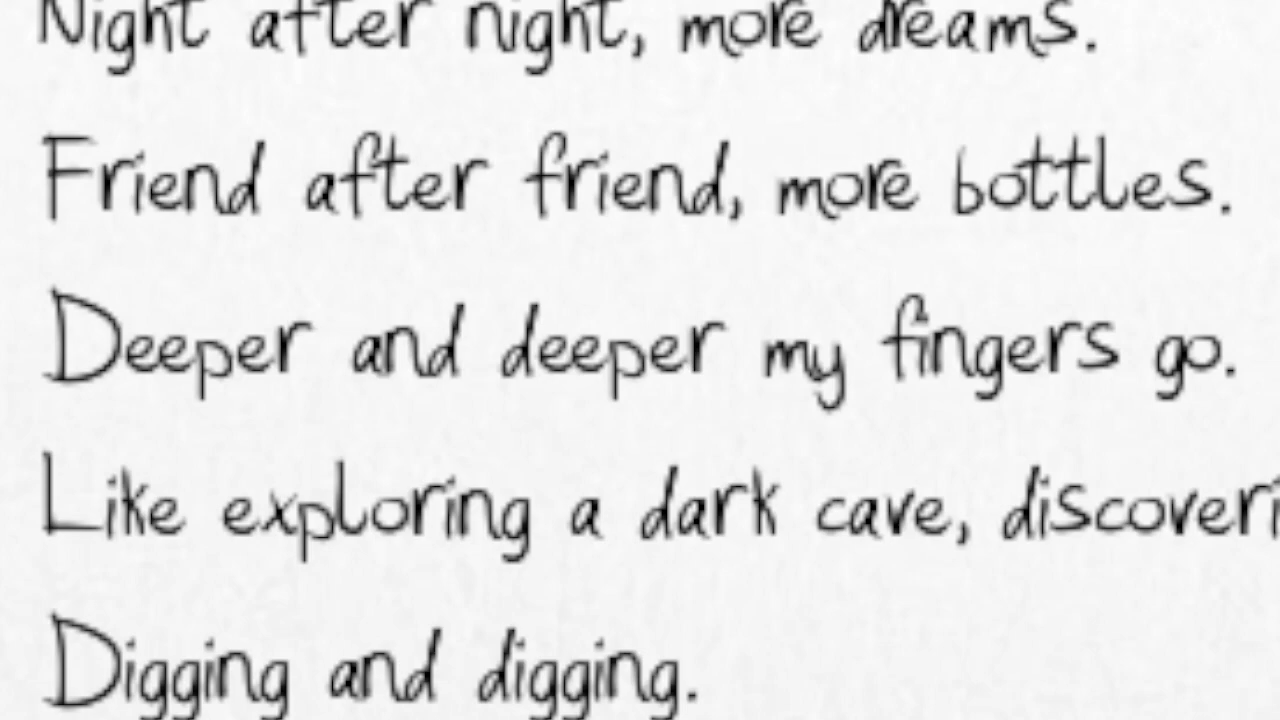 Night after night, more dreams.
Friend after friend, more bottles.
Deeper and deeper my fingers go.
Like exploring a dark cave,
Digging and digging.